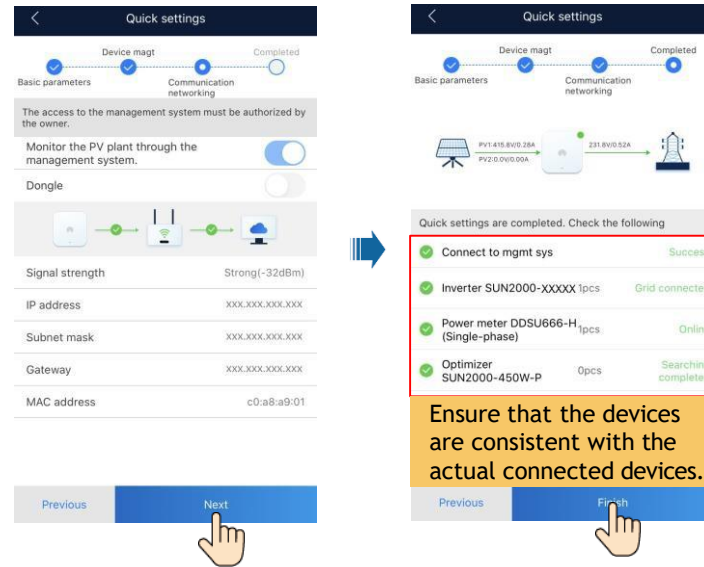 Quick settings
Device magt
Completed
Basic parameters
Communication
networking
The access to the management system must be authorized by
the owner.
Monitor the PV plant through the
management system.
Dongle
Signal strength
Strong(-32dBm)
IP address
xxx.xxx.xxx.xxx
Subnet mask
xxx.xxx.xxx.xxx
Gateway
xxx.xxx.xxx.xxx
MAC address
c0:a8:a9:01
Previous
Next
Quick settings
Device magt
Completed
Basic parameters
Communication
networking
PV1:415.8V/0.28A
PV2:0.0V/0.00A
231.8V/0.52A
Quick settings are completed. Check the following
Connect to mgmt sys
Succes
Inverter SUN2000-XXXXX 1pcs
Grid connecte
Power meter DDSU666-H
(Single-phase)
1pcs
Onlin
Optimizer
SUN2000-450W-P
0pcs
Searchin
complete
Ensure that the devices
are consistent with the
actual connected devices.
Previous
Finish